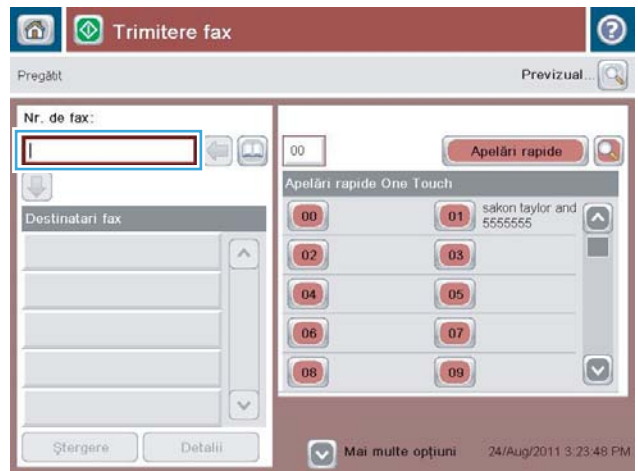 Trimitere fax
Pregătit
Previzual...
Nr. de fax:
00
Apelări rapide
Apelări rapide One Touch
Destinatari fax
00
01 sakon taylor and
5555555
02
03
04
05
06
07
08
09
Ștergere
Detalii
Mai multe opțiuni
24/Aug/2011 3:23:48 PM